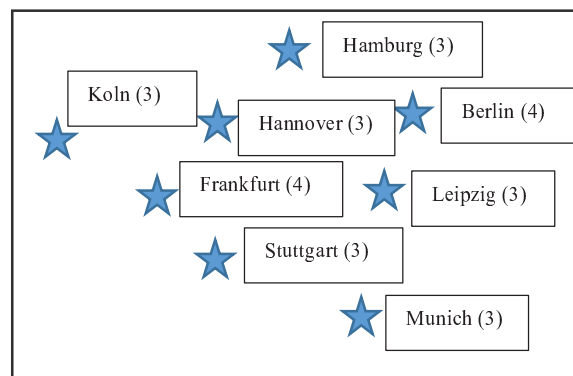 Hamburg (3)
Koln (3)
Berlin (4)
Hannover (3)
Frankfurt (4)
Leipzig (3)
Stuttgart (3)
Munich (3)